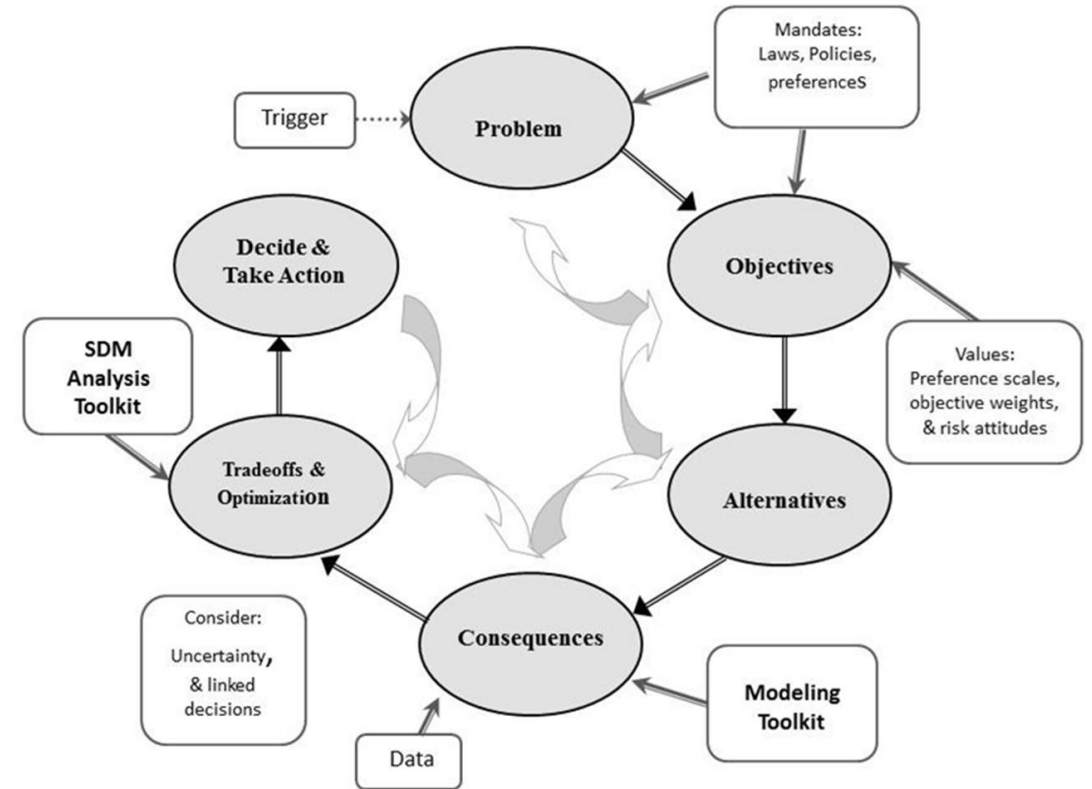 Mandates:
Laws, Policies,
preferences
Trigger
Problem
Decide &
Take Action
Objectives
SDM
Analysis
Toolkit
Values:
Preference scales,
objective weights,
& risk attitudes
Tradeoffs &
Optimization
Alternatives
Consider:
Uncertainty,
& linked
decisions
Consequences
Modeling
Toolkit
Data